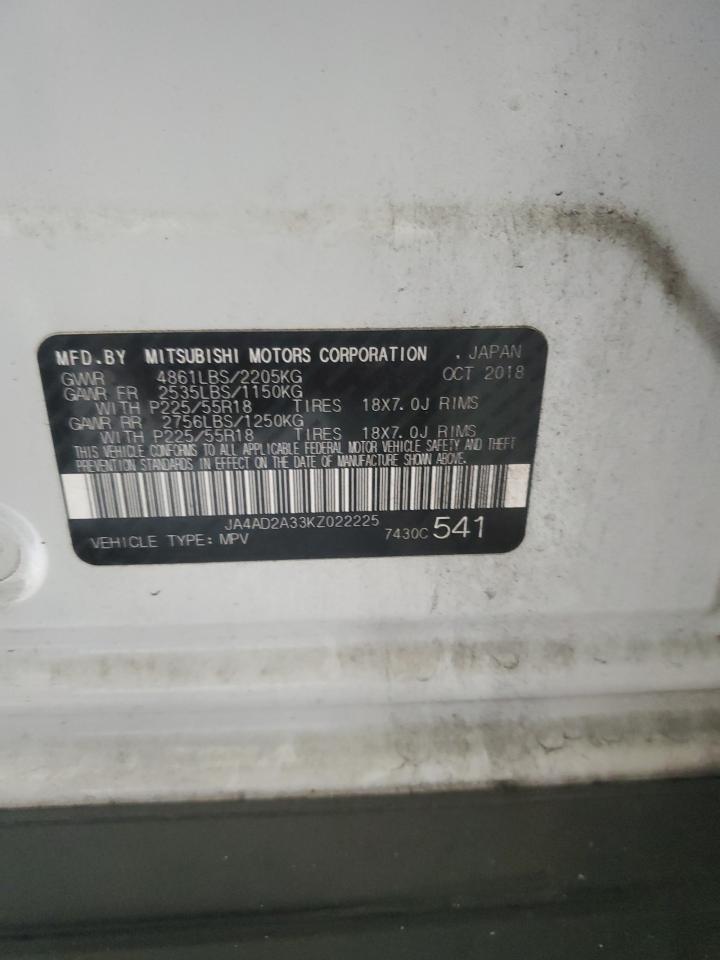 MFD.BY MITSUBISHI MOTORS CORPORATION . JAPAN
GVWR 4861LBS/2205KG OCT 2018
GAWR FR 2535LBS/1150KG
WITH P225/55R18 TIRES 18X7.0J RIMS
GAWR RR 2756LBS/1250KG
WITH P225/55R18 TIRES 18X7.0J RIMS
THIS VEHICLE CONFORMS TO ALL APPLICABLE FEDERAL MOTOR VEHICLE SAFETY AND THEFT
PREVENTION STANDARDS IN EFFECT ON THE DATE OF MANUFACTURE SHOWN ABOVE.
JA4AD2A33KZ022225
VEHICLE TYPE: MPV 7430C 541